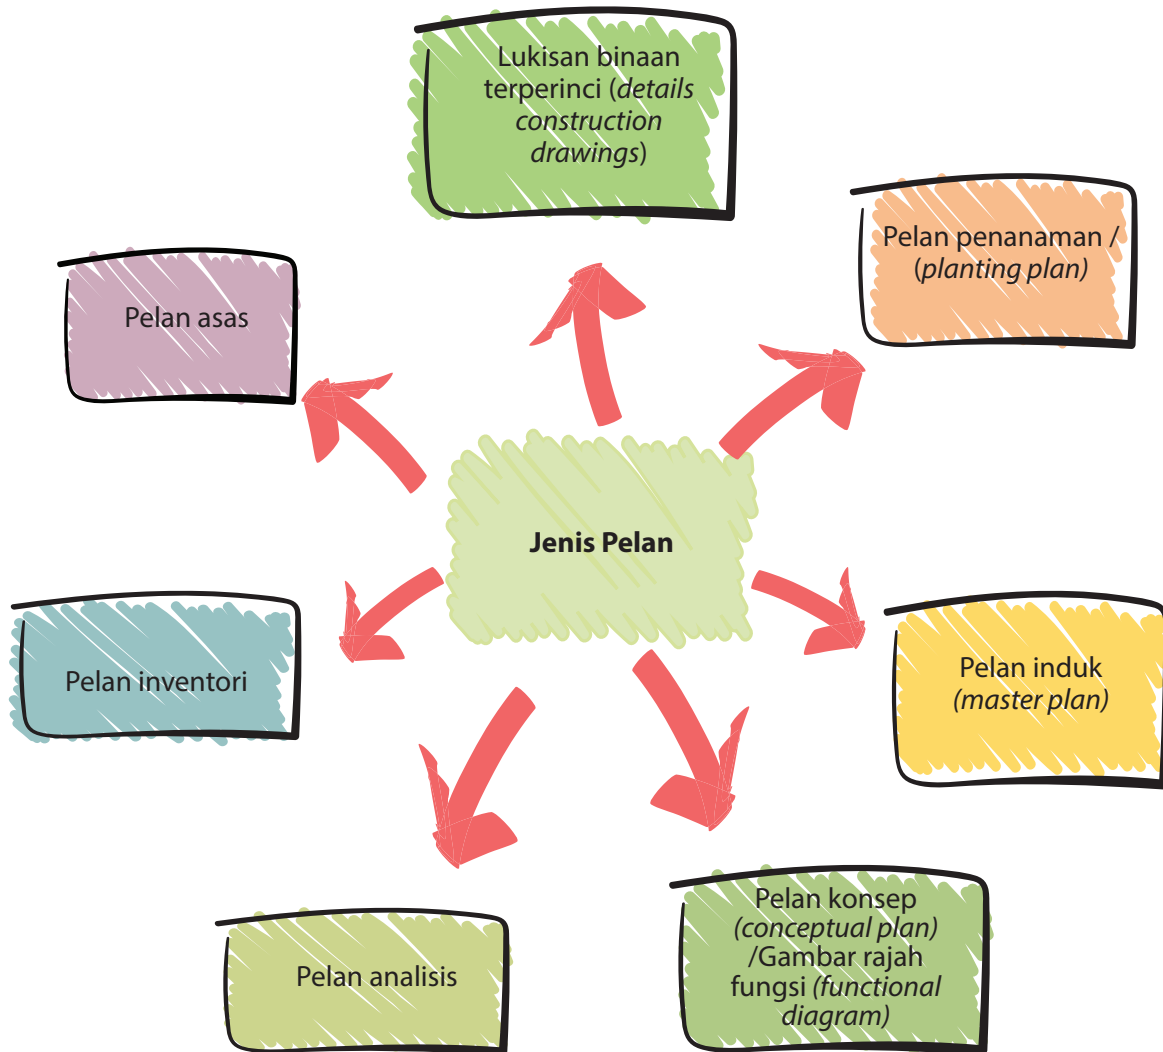 Lukisan binaan
terperinci (details
construction
drawings)
Pelan penanaman /
(planting plan)
Pelan asas
Jenis Pelan
Pelan inventori
Pelan induk
(master plan)
Pelan analisis
Pelan konsep
(conceptual plan)
/Gambar rajah
fungsi (functional
diagram)